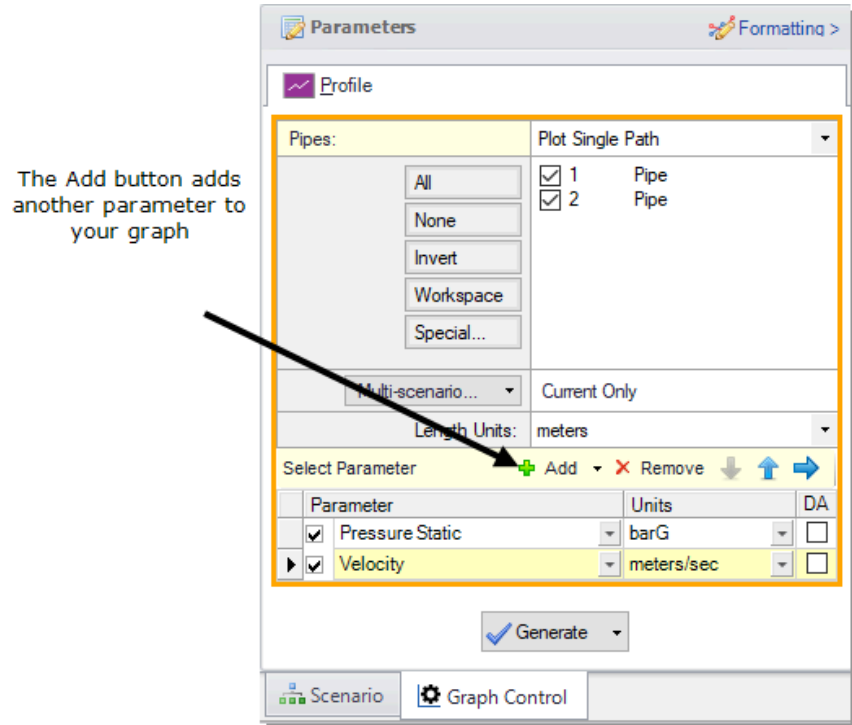 Parameters
Formatting >
Profile
Pipes:
Plot Single Path
The Add button adds
another parameter to
your graph
All
None
Invert
Workspace
Special...
1 Pipe
2 Pipe
Multi-scenario...
Current Only
Length Units:
meters
Select Parameter
Add
Remove
Parameter
Units
DA
Pressure Static
barG
Velocity
meters/sec
Generate
Scenario
Graph Control